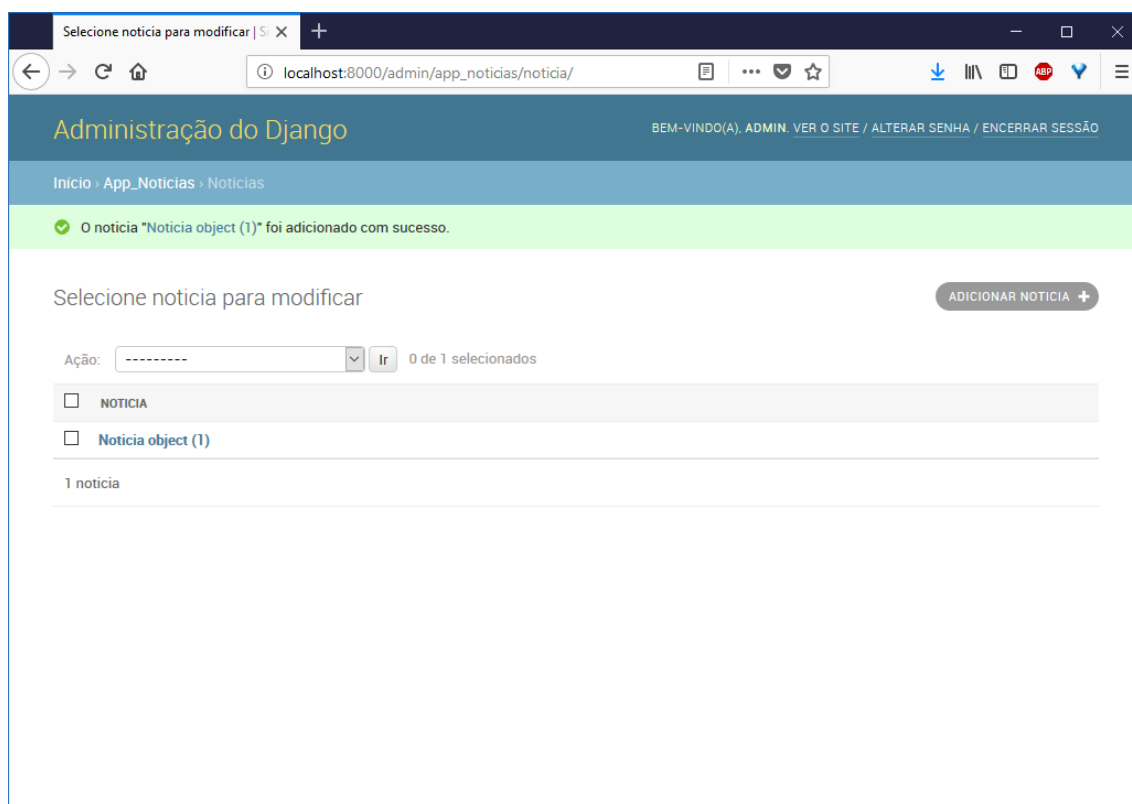 Selecione noticia para modificar | Si
localhost:8000/admin/app_noticias/noticia/
ABP
Administração do Django
BEM-VINDO(A), ADMIN. VER O SITE / ALTERAR SENHA / ENCERRAR SESSÃO
Início › App_Noticias › Noticias
O noticia "Noticia object (1)" foi adicionado com sucesso.
Selecione noticia para modificar
ADICIONAR NOTICIA +
Ação: --------- Ir 0 de 1 selecionados
NOTICIA
Noticia object (1)
1 noticia